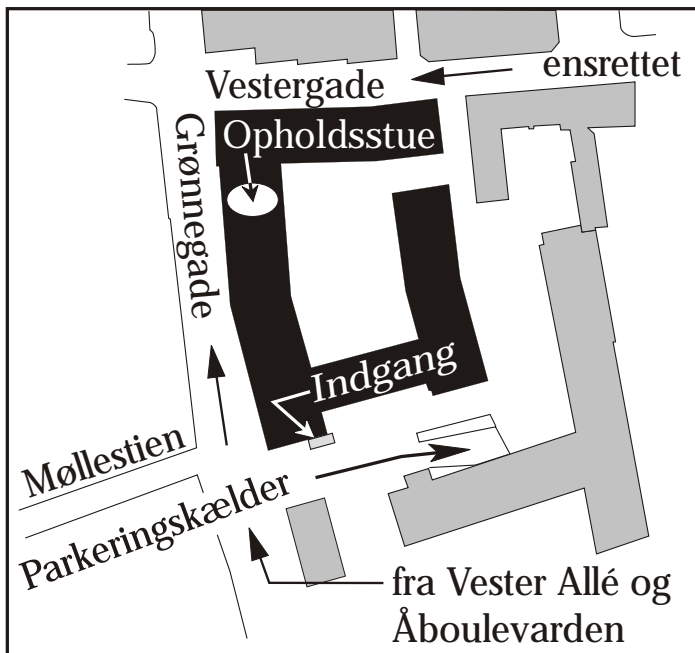 ensrettet
Vestergade
Opholdsstue
Grønnegade
Indgang
Møllestien
Parkeringskælder
fra Vester Allé og
Åboulevarden